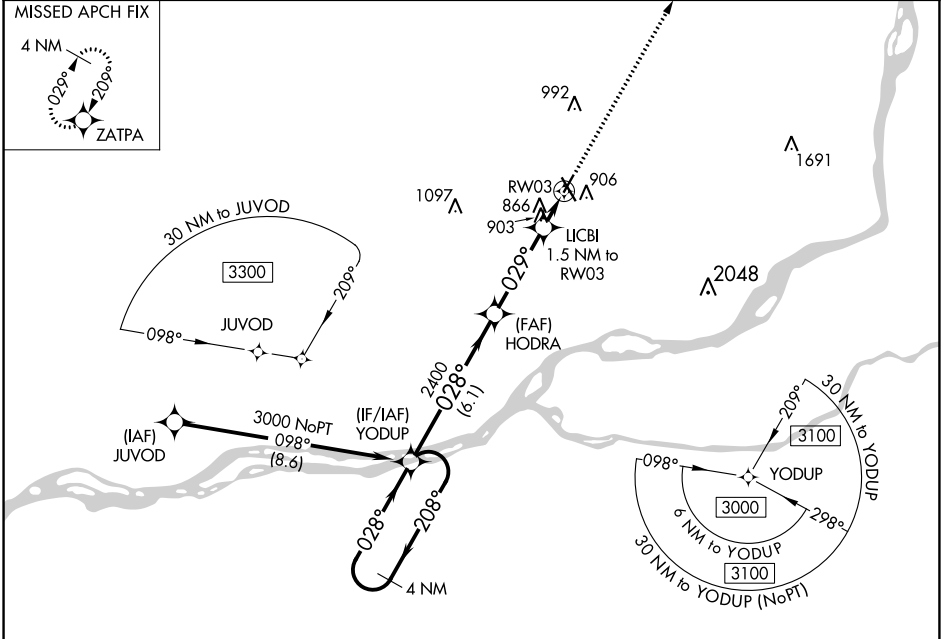 MISSED APCH FIX
4 NM
029°
209°
ZATPA
992
1691
1097
RW03
906
866
903
LICBI
1.5 NM to
RW03
30 NM to JUVOD
3300
209°
JUVOD
098°
029°
2048
(FAF)
HODRA
2400
028°
(6.1)
(IF/IAF)
YODUP
3000 NoPT
098°
(8.6)
(IAF)
JUVOD
028°
208°
4 NM
30 NM to YODUP
209°
3100
098°
YODUP
3000
298°
6 NM to YODUP
3100
30 NM to YODUP (NoPT)